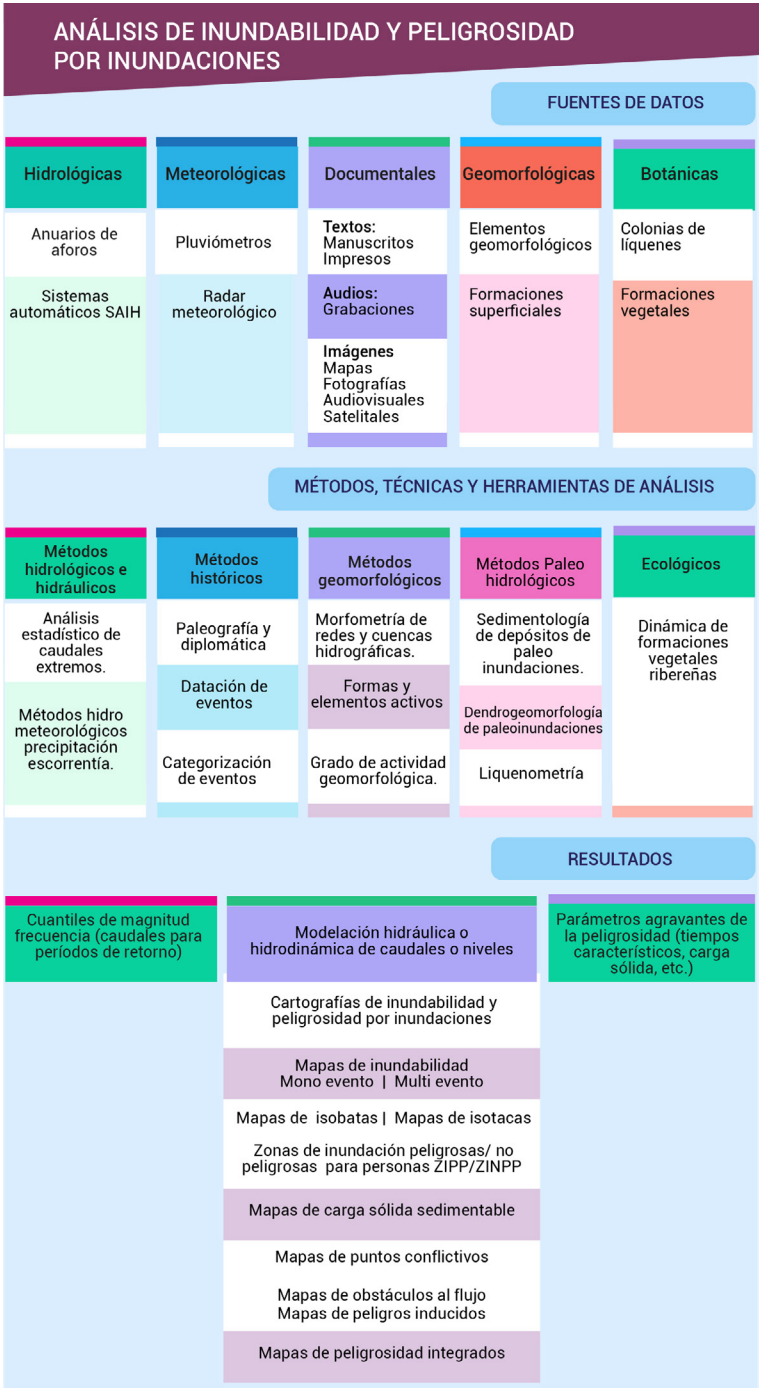 ANÁLISIS DE INUNDABILIDAD Y PELIGROSIDAD
POR INUNDACIONES
FUENTES DE DATOS
Hidrológicas
Anuarios de
aforos
Sistemas
automáticos SAIH
Meteorológicas
Pluviómetros
Radar
meteorológico
Documentales
Textos:
Manuscritos
Impresos
Audios:
Grabaciones
Imágenes
Mapas
Fotografías
Audiovisuales
Satelitales
Geomorfológicas
Elementos
geomorfológicos
Formaciones
superficiales
Botánicas
Colonias de
líquenes
Formaciones
vegetales
MÉTODOS, TÉCNICAS Y HERRAMIENTAS DE ANÁLISIS
Métodos
hidrológicos e
hidráulicos
Análisis
estadístico de
caudales
extremos.
Métodos hidro
meteorológicos
precipitación
escorrentía.
Métodos
históricos
Paleografía y
diplomática
Datación de
eventos
Categorización
de eventos
Métodos
geomorfológicos
Morfometría de
redes y cuencas
hidrográficas.
Formas y
elementos activos
Grado de actividad
geomorfológica.
Métodos Paleo
hidrológicos
Sedimentología
de depósitos de
paleo
inundaciones.
Dendrogeomorfología
de paleoinundaciones
Liquenometría
Ecológicos
Dinámica de
formaciones
vegetales
ribereñas
RESULTADOS
Cuantiles de magnitud
frecuencia (caudales para
períodos de retorno)
Modelación hidráulica o
hidrodinámica de caudales o niveles
Cartografías de inundabilidad y
peligrosidad por inundaciones
Mapas de inundabilidad
Mono evento | Multi evento
Mapas de isobatas | Mapas de isotacas
Zonas de inundación peligrosas/ no
peligrosas para personas ZIPP/ZINPP
Mapas de carga sólida sedimentable
Mapas de puntos conflictivos
Mapas de obstáculos al flujo
Mapas de peligros inducidos
Mapas de peligrosidad integrados
Parámetros agravantes de
la peligrosidad (tiempos
característicos, carga
sólida, etc.)